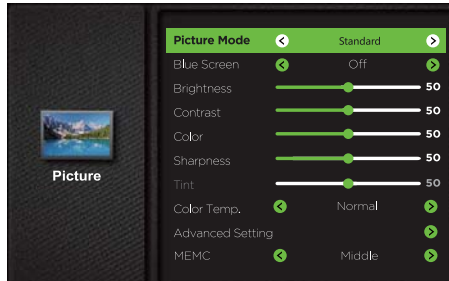 Picture Mode Standard
Blue Screen Off
Brightness 50
Contrast 50
Color 50
Sharpness 50
Tint 50
Color Temp. Normal
Advanced Setting
MEMC Middle
Picture